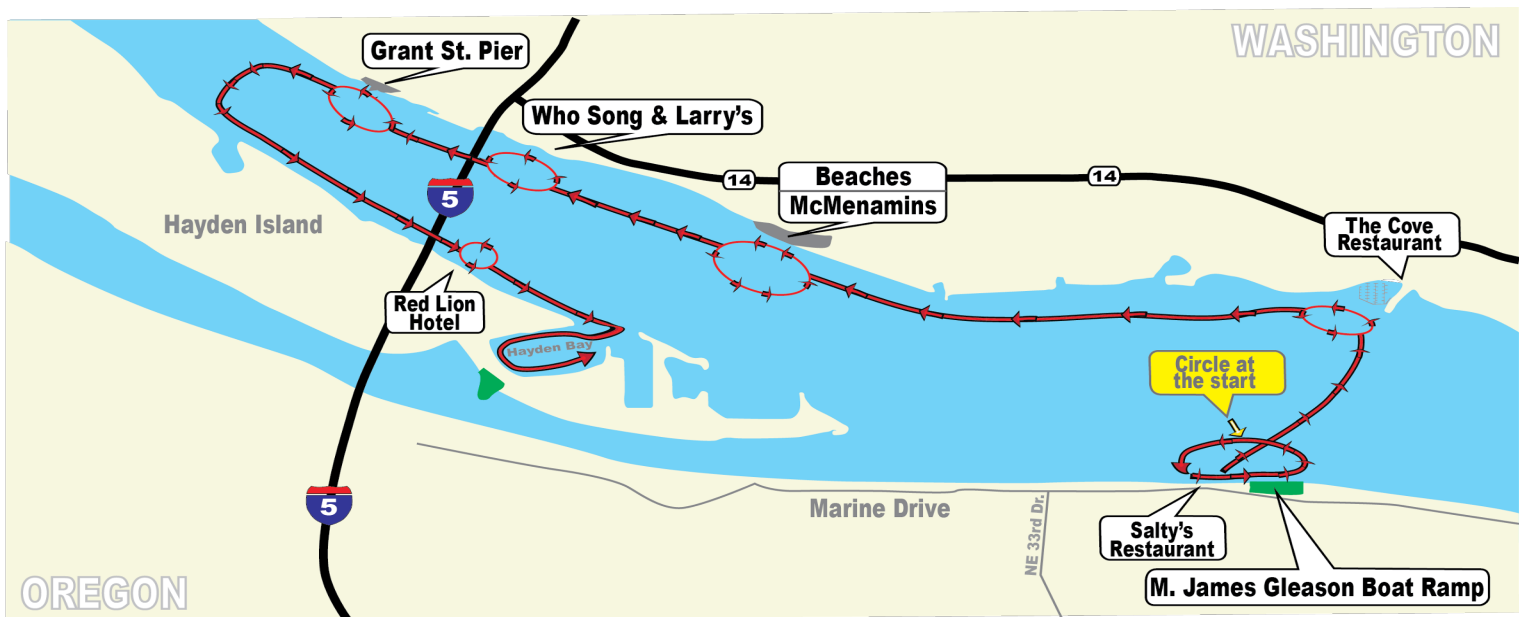 WASHINGTON
Grant St. Pier
Who Song & Larry's
14
Beaches
McMenamins
14
5
Hayden Island
The Cove
Restaurant
Red Lion
Hotel
Hayden Bay
Circle at
the start
5
Marine Drive
NE 33rd Dr.
Salty's
Restaurant
M. James Gleason Boat Ramp
OREGON